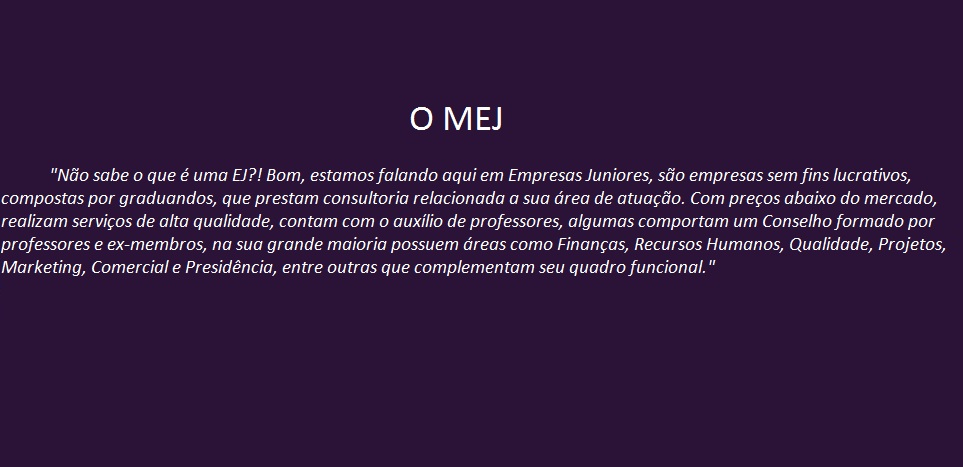 O MEJ
"Não sabe o que é uma EJ?! Bom, estamos falando aqui em Empresas Juniores, são empresas sem fins lucrativos,
compostas por graduandos, que prestam consultoria relacionada a sua área de atuação. Com preços abaixo do mercado,
realizam serviços de alta qualidade, contam com o auxílio de professores, algumas comportam um Conselho formado por
professores e ex-membros, na sua grande maioria possuem áreas como Finanças, Recursos Humanos, Qualidade, Projetos,
Marketing, Comercial e Presidência, entre outras que complementam seu quadro funcional."